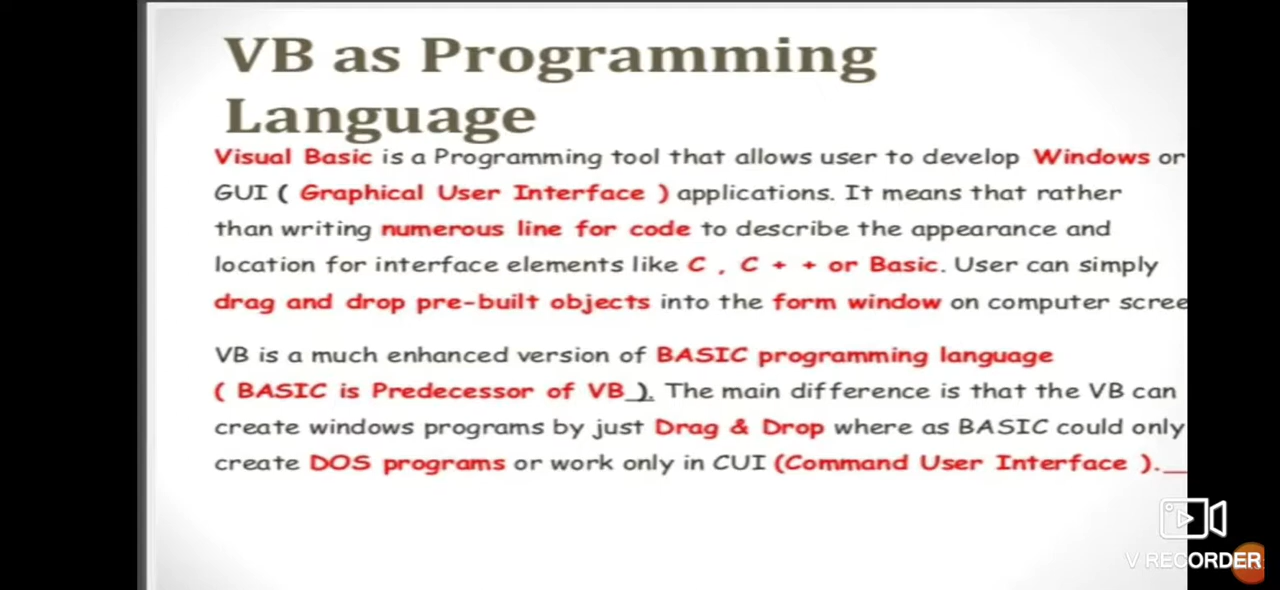 VB as Programming
Language
Visual Basic is a Programming tool that allows user to develop Windows or
GUI ( Graphical User Interface ) applications. It means that rather
than writing numerous line for code to describe the appearance and
location for interface elements like C , C + + or Basic. User can simply
drag and drop pre-built objects into the form window on computer scree
VB is a much enhanced version of BASIC programming language
( BASIC is Predecessor of VB ). The main difference is that the VB can
create windows programs by just Drag & Drop where as BASIC could only
create DOS programs or work only in CUI (Command User Interface ).
V RECORDER